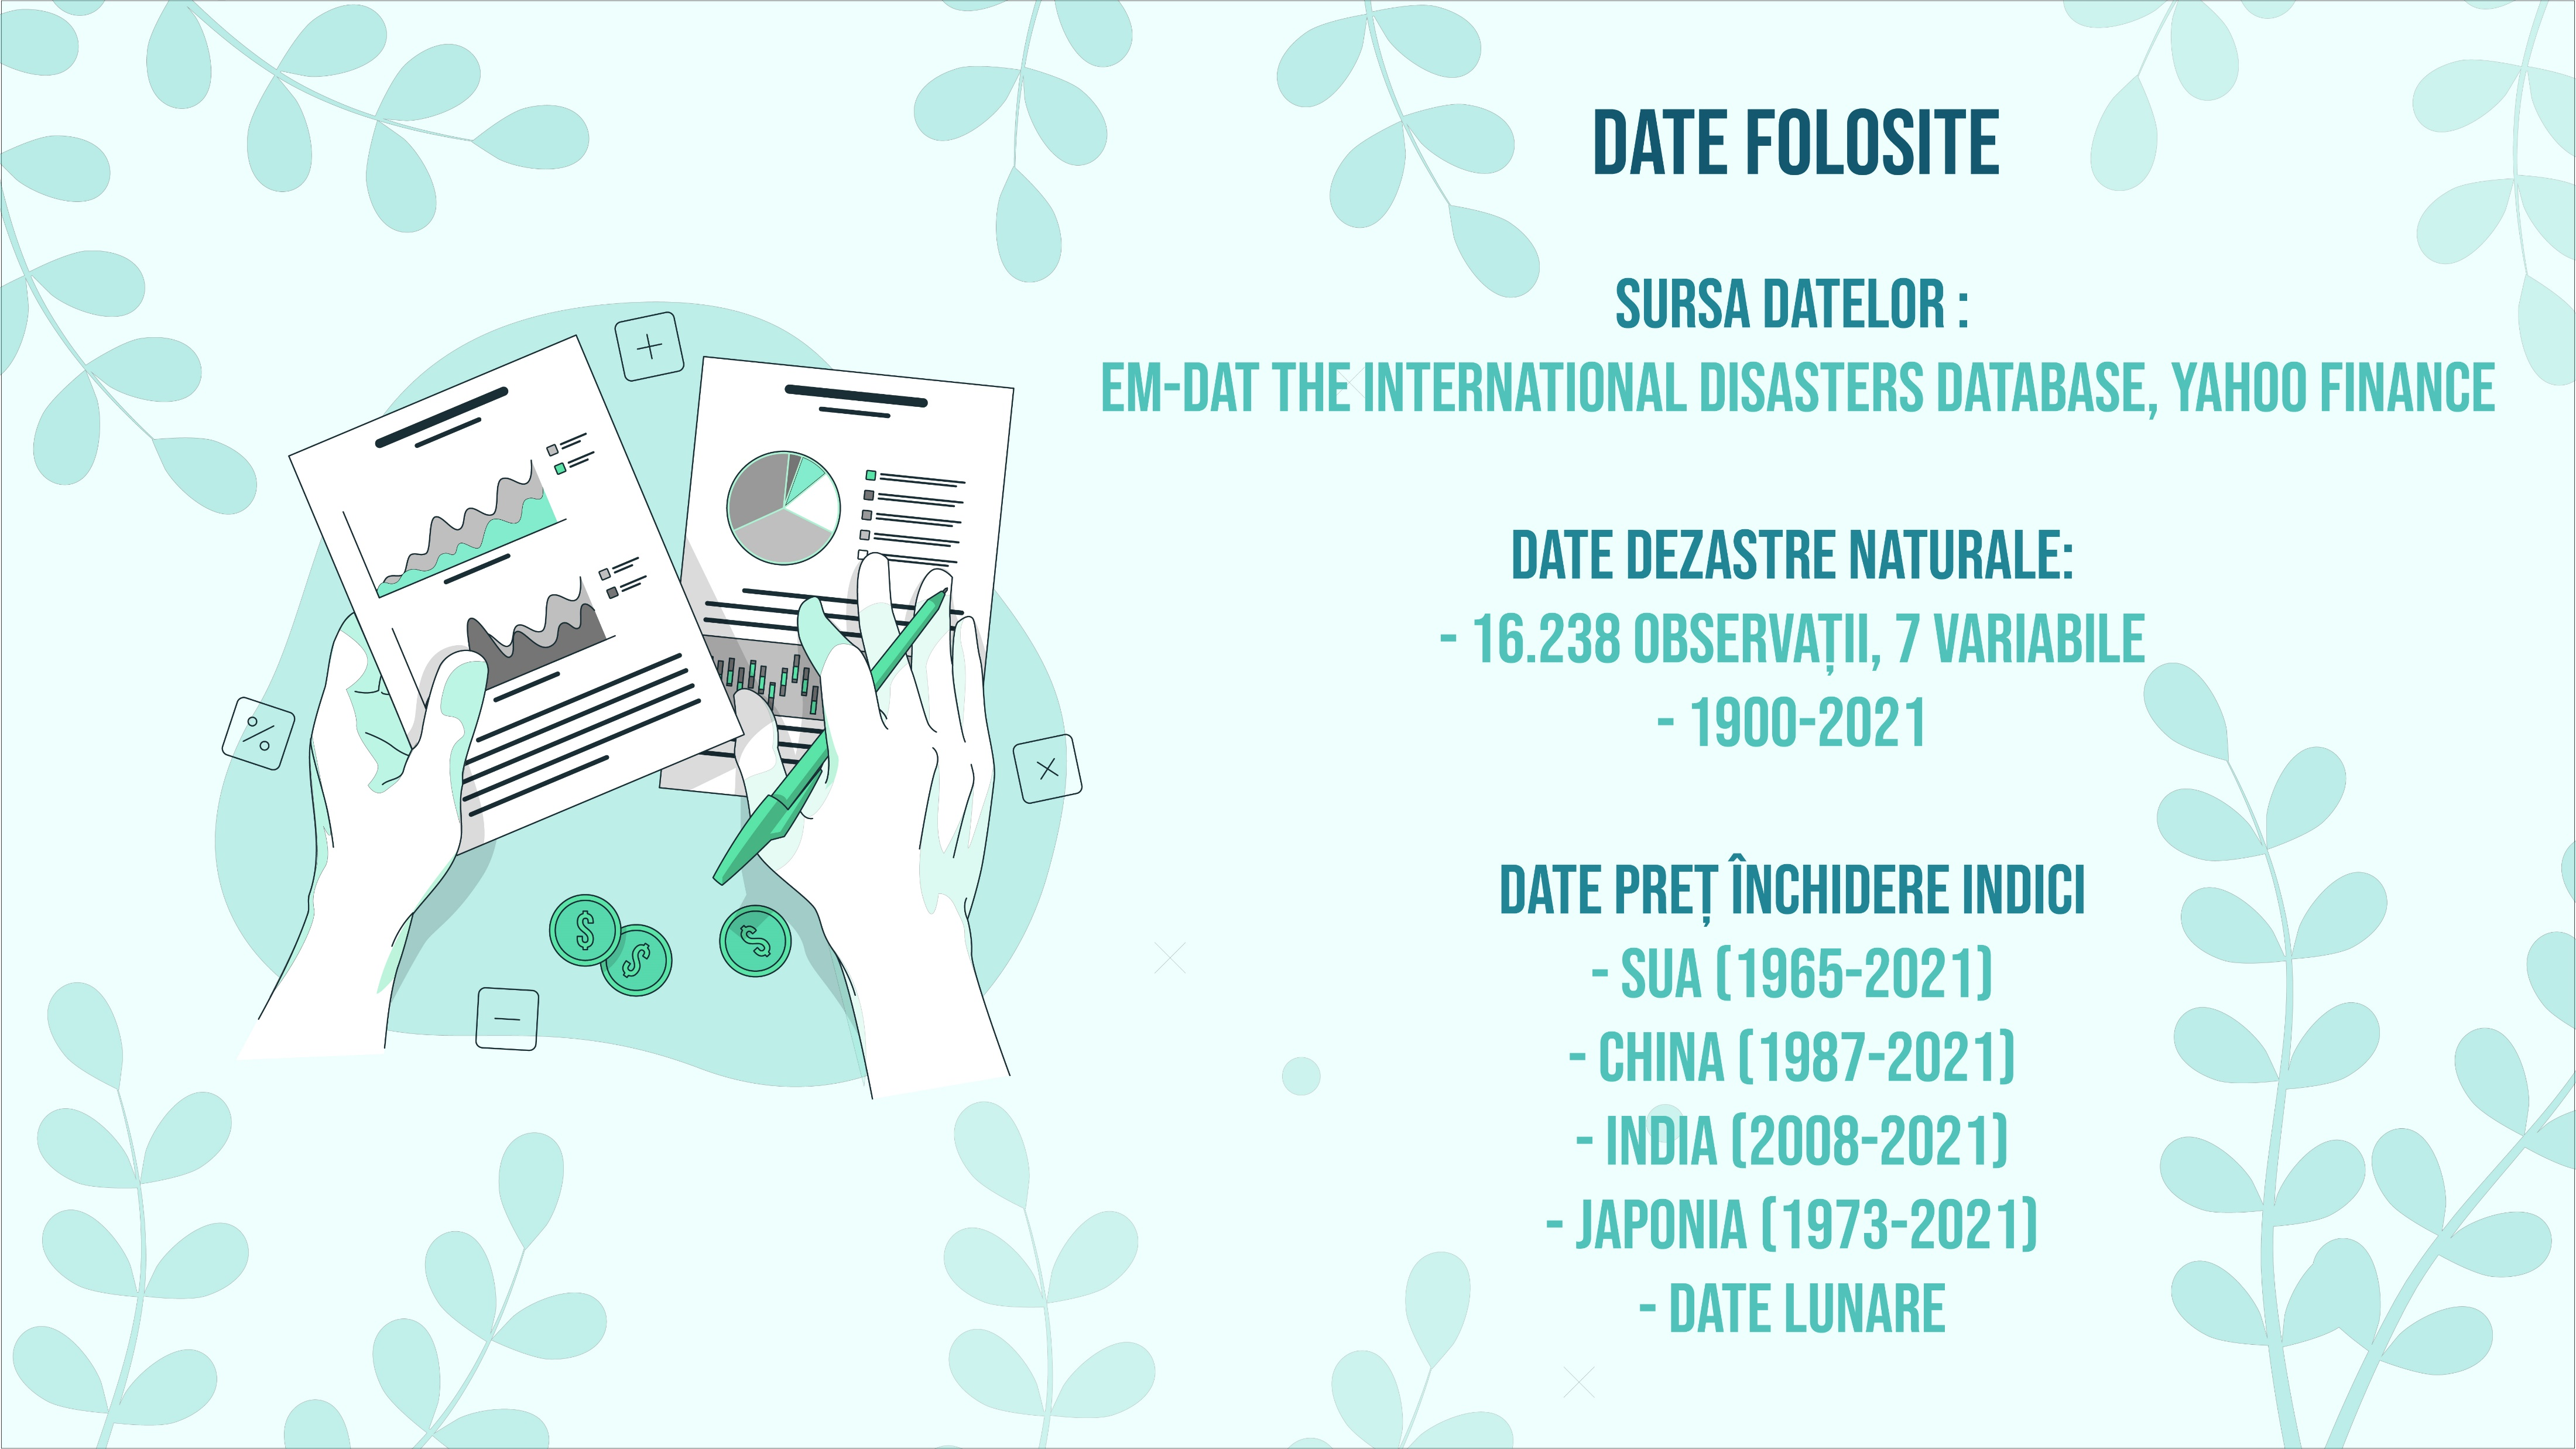 DATE FOLOSITE
SURSA DATELOR :
EM-DAT THE INTERNATIONAL DISASTERS DATABASE, YAHOO FINANCE
DATE DEZASTRE NATURALE:
- 16.238 OBSERVAȚII, 7 VARIABILE
- 1900-2021
DATE PREȚ ÎNCHIDERE INDICI
- SUA (1965-2021)
- CHINA (1987-2021)
- INDIA (2008-2021)
- JAPONIA (1973-2021)
- DATE LUNARE